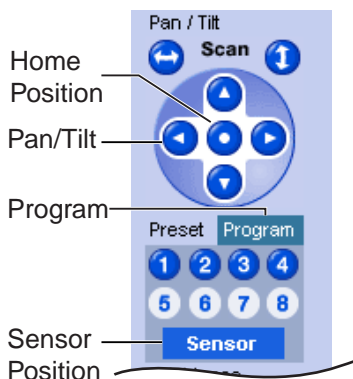 Pan / Tilt
Scan
Home
Position
Pan/Tilt
Program
Preset Program
1 2 3 4
5 6 7 8
Sensor
Sensor
Position